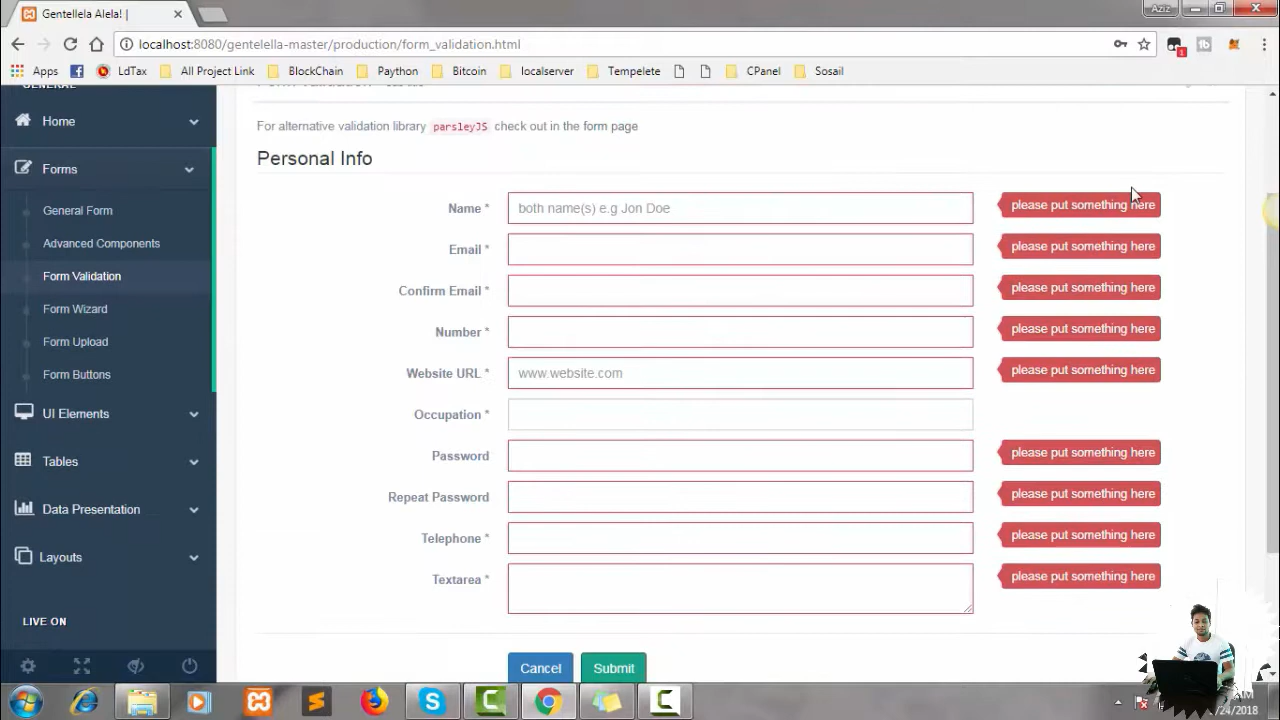 Gentellela Alela! |
Aziz
localhost:8080/gentelella-master/production/form_validation.html
1
Apps
LdTax
All Project Link
BlockChain
Paython
Bitcoin
localserver
Tempelete
CPanel
Sosail
GENERAL
Home
Forms
General Form
Advanced Components
Form Validation
Form Wizard
Form Upload
Form Buttons
UI Elements
Tables
Data Presentation
Layouts
LIVE ON
For alternative validation library parsleyJS check out in the form page
Personal Info
Name * both name(s) e.g Jon Doe please put something here
Email * please put something here
Confirm Email * please put something here
Number * please put something here
Website URL * www.website.com please put something here
Occupation *
Password please put something here
Repeat Password please put something here
Telephone * please put something here
Textarea * please put something here
Cancel Submit